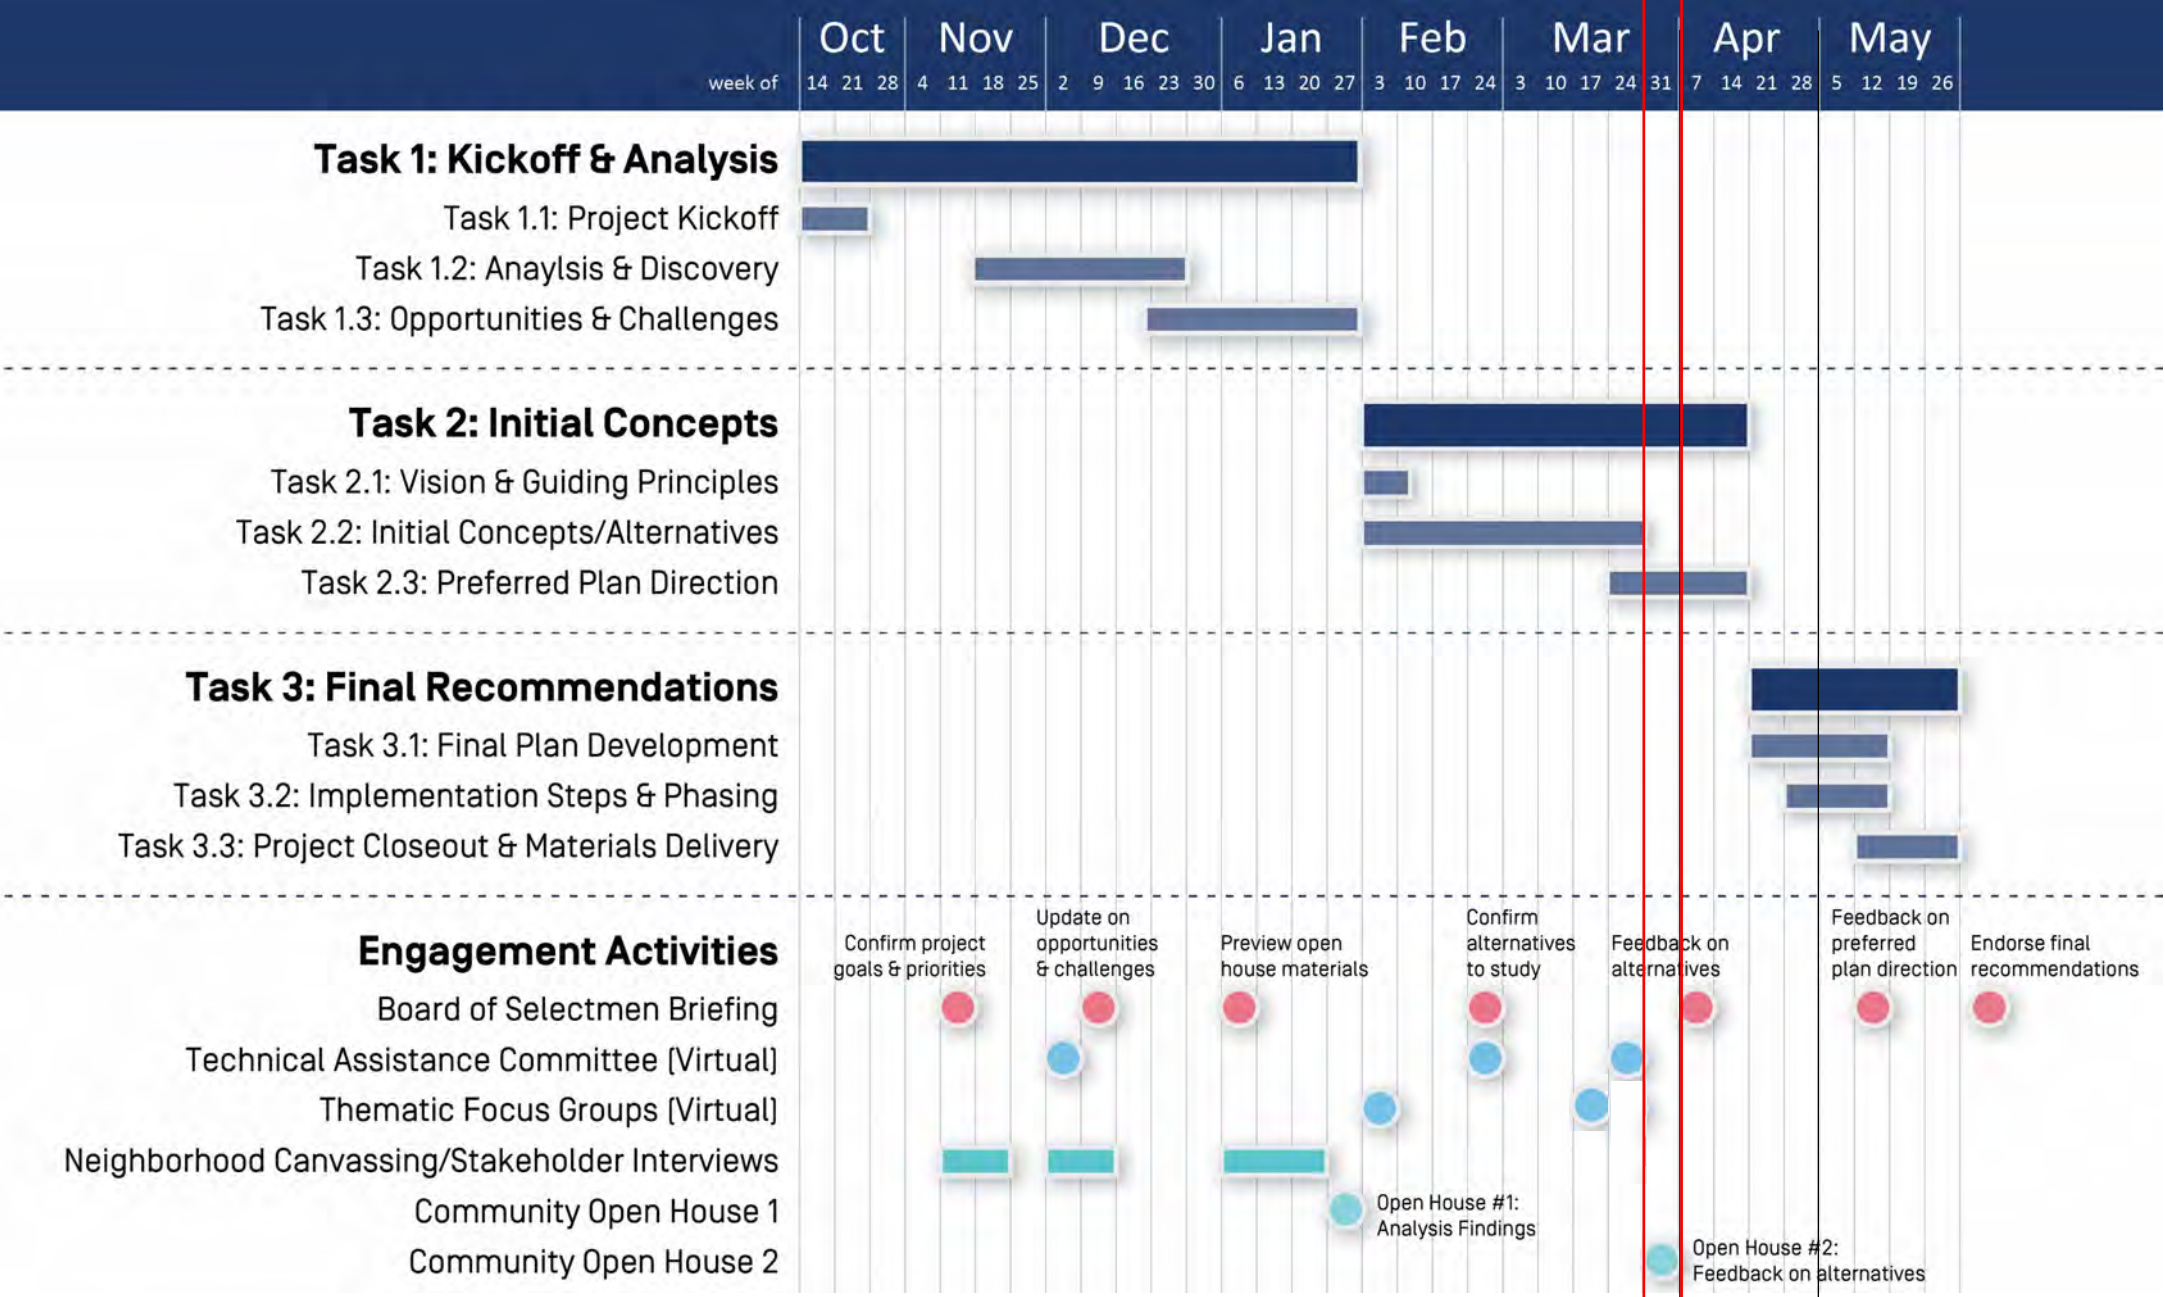 Oct Nov Dec Jan Feb Mar Apr May
week of 14 21 28 4 11 18 25 2 9 16 23 30 6 13 20 27 3 10 17 24 3 10 17 24 31 7 14 21 28 5 12 19 26
Task 1: Kickoff & Analysis
Task 1.1: Project Kickoff
Task 1.2: Anaylsis & Discovery
Task 1.3: Opportunities & Challenges
Task 2: Initial Concepts
Task 2.1: Vision & Guiding Principles
Task 2.2: Initial Concepts/Alternatives
Task 2.3: Preferred Plan Direction
Task 3: Final Recommendations
Task 3.1: Final Plan Development
Task 3.2: Implementation Steps & Phasing
Task 3.3: Project Closeout & Materials Delivery
Engagement Activities
Confirm project
goals & priorities
Update on
opportunities
& challenges
Preview open
house materials
Confirm
alternatives
to study
Feedback on
alternatives
Feedback on
preferred
plan direction
Endorse final
recommendations
Board of Selectmen Briefing
Technical Assistance Committee (Virtual)
Thematic Focus Groups (Virtual)
Neighborhood Canvassing/Stakeholder Interviews
Community Open House 1
Open House #1:
Analysis Findings
Community Open House 2
Open House #2:
Feedback on alternatives